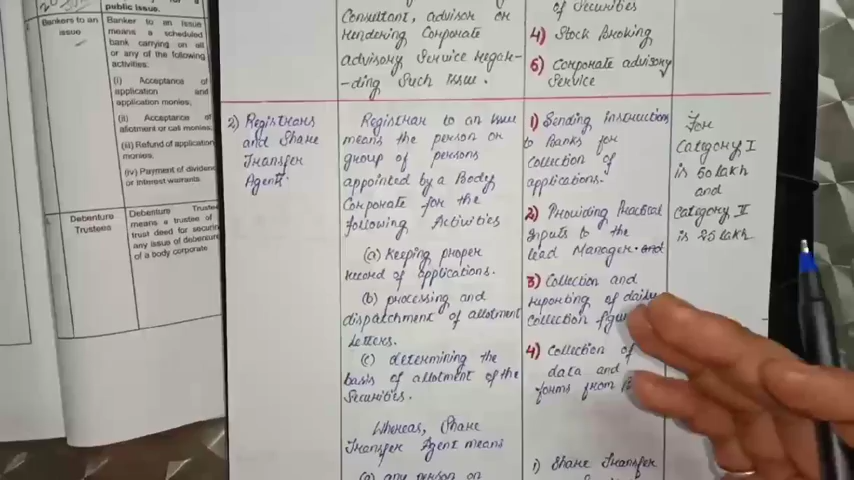 public issue.
Bankers to an
issue
Banker to an issue
means a scheduled
bank carrying on all
or any of the following
activities:
(i) Acceptance of
application and
application monies;
(ii) Acceptance of
allotment or call monies;
(iii) Refund of application
monies;
(iv) Payment of dividend
or interest warrants.
Debenture
Trustees
Debenture Trustee
means a trustee of
trust deed for securing
any issue of debenture
of a body corporate
Consultant, advisor or
rendering Corporate
advisory Service regar-
-ding Such issue.
of Securities
4) Stock Broking
5) Corporate advisory
Service
2) Registrars
and Share
Transfer
Agent.
Registrar to an issue
means the person or
group of persons
appointed by a Body
Corporate for the
following Activities
(a) Keeping proper
record of applications.
(b) processing and
dispatchment of allotment
letters.
(c) determining the
basis of allotment of the
Securities.
Whereas, Share
Transfer Agent means
(a) any person or
1) Sending instructions
to Banks for
collection of
applications.
2) Providing Practical
Inputs to the
lead Manager. and
3) Collection and
reporting of daily
collection
4) Collection of
data and
forms from
1) Share Transfer
For
Category I
is 50 lakh
and
Category II
is 25 lakh